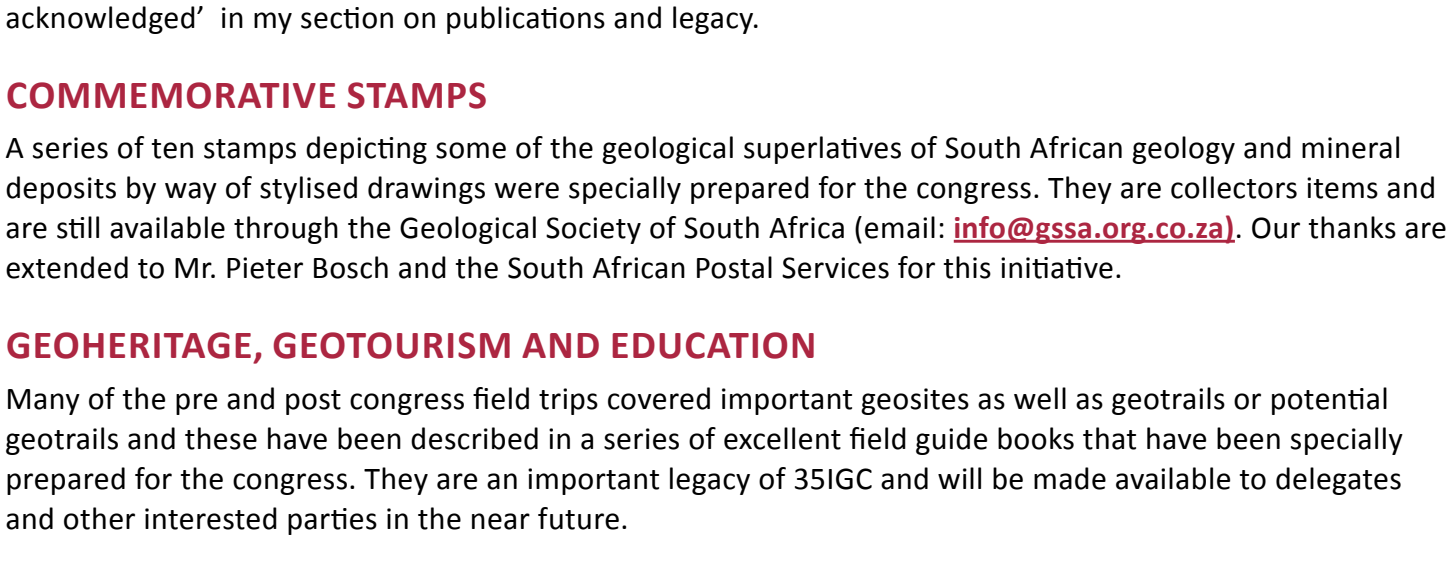 acknowledged’  in my section on publications and legacy.
COMMEMORATIVE STAMPS
A series of ten stamps depicting some of the geological superlatives of South African geology and mineral
deposits by way of stylised drawings were specially prepared for the congress. They are collectors items and
are still available through the Geological Society of South Africa (email: info@gssa.org.co.za). Our thanks are
extended to Mr. Pieter Bosch and the South African Postal Services for this initiative.
GEOHERITAGE, GEOTOURISM AND EDUCATION
Many of the pre and post congress field trips covered important geosites as well as geotrails or potential
geotrails and these have been described in a series of excellent field guide books that have been specially
prepared for the congress. They are an important legacy of 35IGC and will be made available to delegates
and other interested parties in the near future.